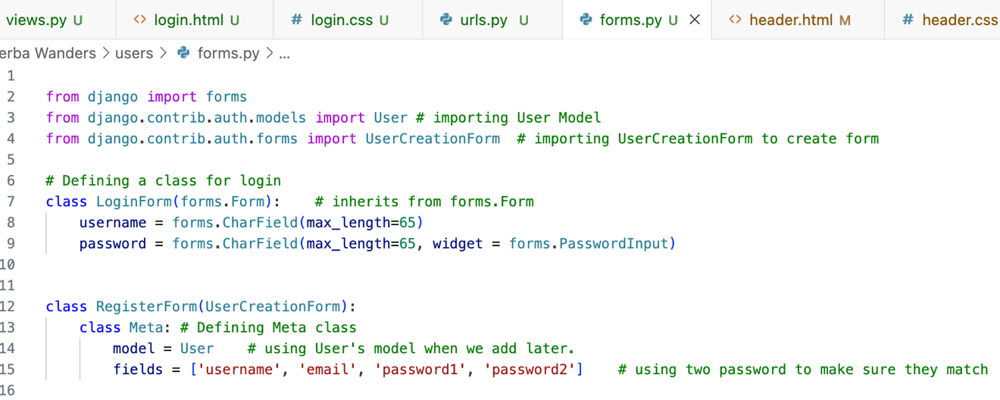 views.py U <> login.html U # login.css U urls.py U forms.py U × <> header.html M # header.css
erba Wanders > users > forms.py > ...
1
2 from django import forms
3 from django.contrib.auth.models import User # importing User Model
4 from django.contrib.auth.forms import UserCreationForm  # importing UserCreationForm to create form
5
6 # Defining a class for login
7 class LoginForm(forms.Form):    # inherits from forms.Form
8     username = forms.CharField(max_length=65)
9     password = forms.CharField(max_length=65, widget = forms.PasswordInput)
10
11
12 class RegisterForm(UserCreationForm):
13     class Meta: # Defining Meta class
14         model = User    # using User's model when we add later.
15         fields = ['username', 'email', 'password1', 'password2']    # using two password to make sure they match
16